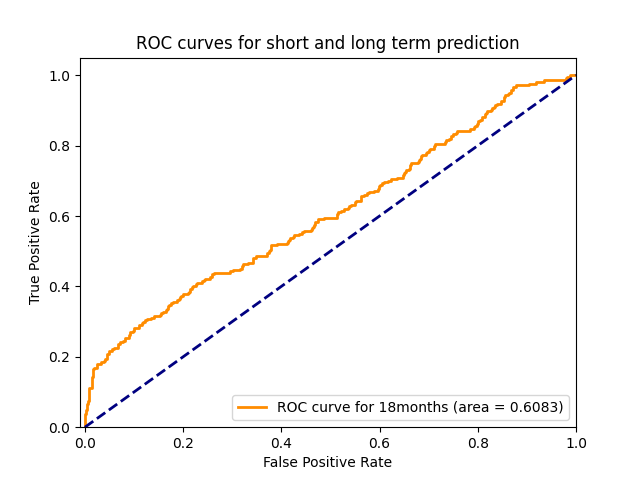 ROC curves for short and long term prediction
1.0
0.8
0.6
0.4
0.2
0.0
True Positive Rate
ROC curve for 18months (area = 0.6083)
0.0 0.2 0.4 0.6 0.8 1.0
False Positive Rate